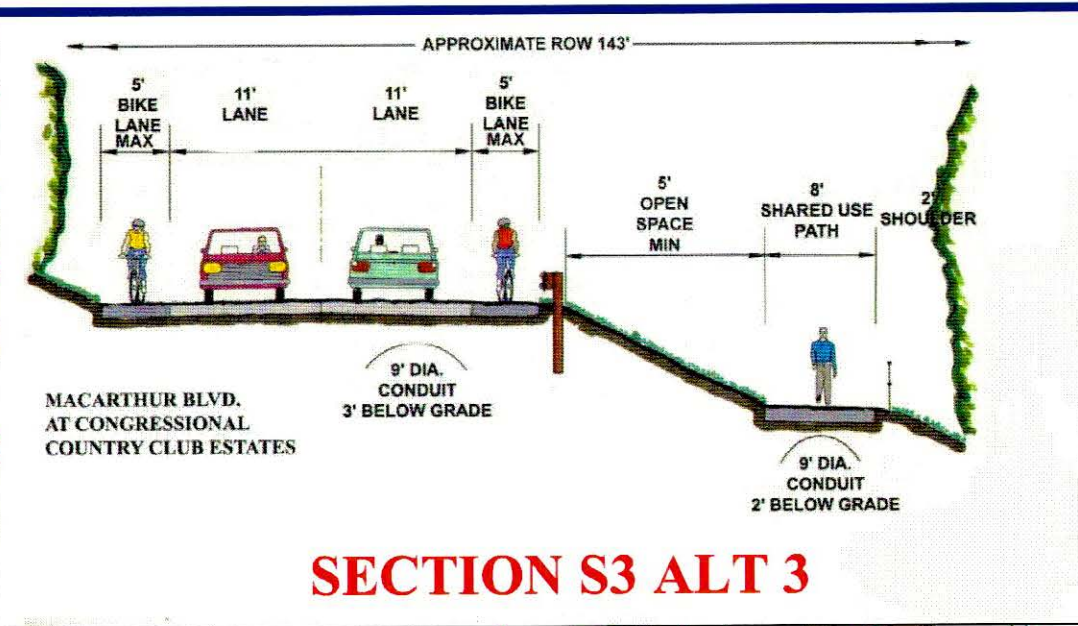 APPROXIMATE ROW 143'
5'
BIKE
LANE
MAX
11'
LANE
11'
LANE
5'
BIKE
LANE
MAX
5'
OPEN
SPACE
MIN
8'
SHARED USE
PATH
2'
SHOULDER
9' DIA.
CONDUIT
3' BELOW GRADE
MACARTHUR BLVD.
AT CONGRESSIONAL
COUNTRY CLUB ESTATES
9' DIA.
CONDUIT
2' BELOW GRADE
SECTION S3 ALT 3